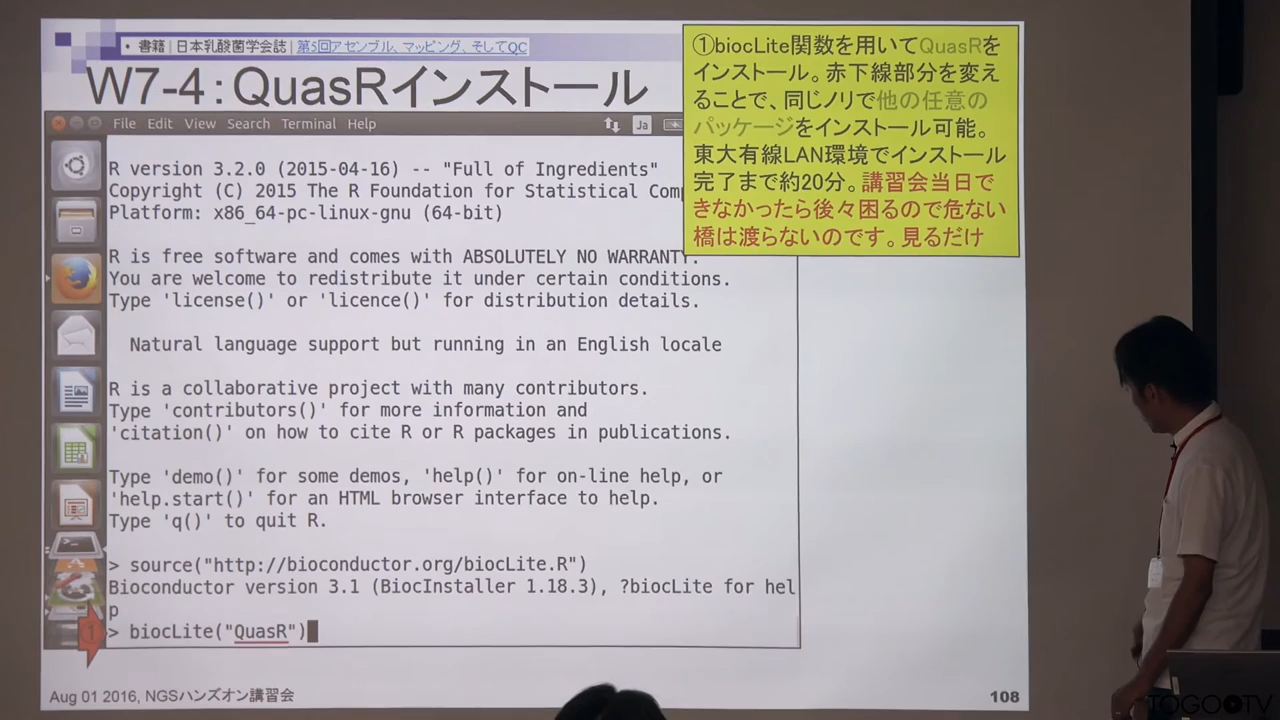 • 書籍 | 日本乳酸菌学会誌 | 第5回アセンブル、マッピング、そしてQC
W7-4：QuasRインストール
①biocLite関数を用いてQuasRを
インストール。赤下線部分を変え
ることで、同じノリで他の任意の
パッケージをインストール可能。
東大有線LAN環境でインストール
完了まで約20分。講習会当日で
きなかったら後々困るので危ない
橋は渡らないのです。見るだけ
File Edit View Search Terminal Help
Ja
R version 3.2.0 (2015-04-16) -- "Full of Ingredients"
Copyright (C) 2015 The R Foundation for Statistical Comp
Platform: x86_64-pc-linux-gnu (64-bit)
R is free software and comes with ABSOLUTELY NO WARRANTY.
You are welcome to redistribute it under certain conditions.
Type 'license()' or 'licence()' for distribution details.
Natural language support but running in an English locale
R is a collaborative project with many contributors.
Type 'contributors()' for more information and
'citation()' on how to cite R or R packages in publications.
Type 'demo()' for some demos, 'help()' for on-line help, or
'help.start()' for an HTML browser interface to help.
Type 'q()' to quit R.
> source("http://bioconductor.org/biocLite.R")
Bioconductor version 3.1 (BiocInstaller 1.18.3), ?biocLite for hel
p
① > biocLite("QuasR")
Aug 01 2016, NGSハンズオン講習会
108
TOGOTV